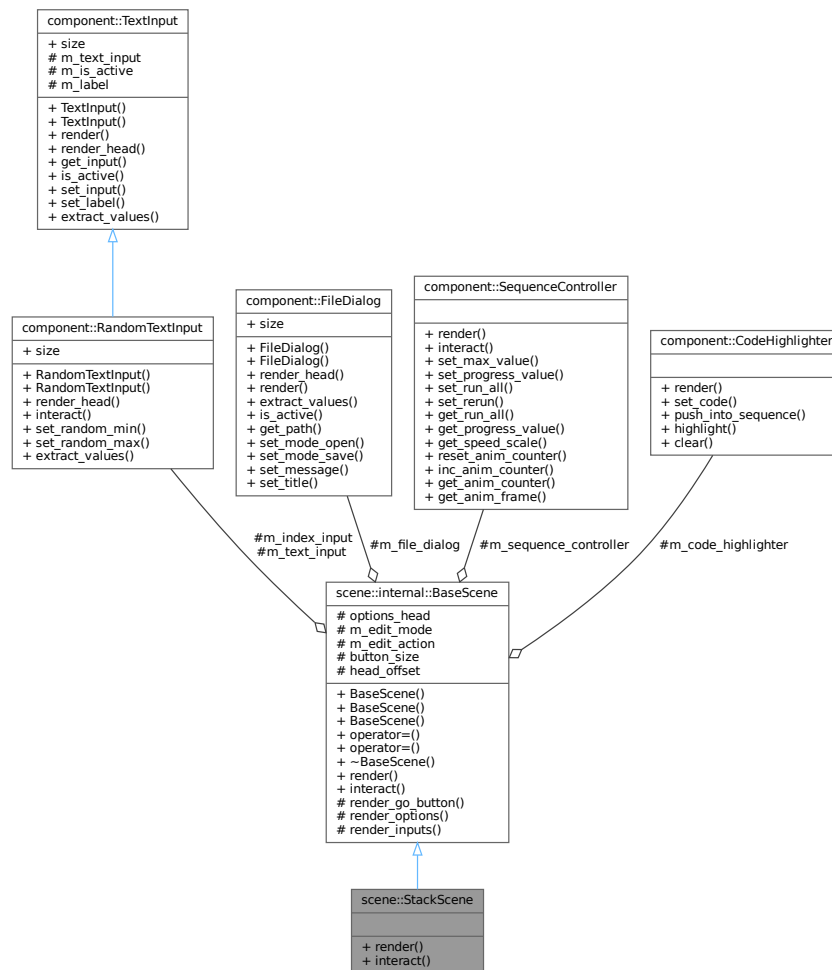 component::TextInput
+ size
# m_text_input
# m_is_active
# m_label
+ TextInput()
+ TextInput()
+ render()
+ render_head()
+ get_input()
+ is_active()
+ set_input()
+ set_label()
+ extract_values()
component::RandomTextInput
+ size
+ RandomTextInput()
+ RandomTextInput()
+ render_head()
+ interact()
+ set_random_min()
+ set_random_max()
+ extract_values()
component::FileDialog
+ size
+ FileDialog()
+ FileDialog()
+ render_head()
+ render()
+ extract_values()
+ is_active()
+ get_path()
+ set_mode_open()
+ set_mode_save()
+ set_message()
+ set_title()
component::SequenceController
+ render()
+ interact()
+ set_max_value()
+ set_progress_value()
+ set_run_all()
+ set_rerun()
+ get_run_all()
+ get_progress_value()
+ get_speed_scale()
+ reset_anim_counter()
+ inc_anim_counter()
+ get_anim_counter()
+ get_anim_frame()
component::CodeHighlighter
+ render()
+ set_code()
+ push_into_sequence()
+ highlight()
+ clear()
#m_index_input
#m_text_input
#m_file_dialog
#m_sequence_controller
#m_code_highlighter
scene::internal::BaseScene
# options_head
# m_edit_mode
# m_edit_action
# button_size
# head_offset
+ BaseScene()
+ BaseScene()
+ BaseScene()
+ operator=()
+ operator=()
+ ~BaseScene()
+ render()
+ interact()
# render_go_button()
# render_options()
# render_inputs()
scene::StackScene
+ render()
+ interact()